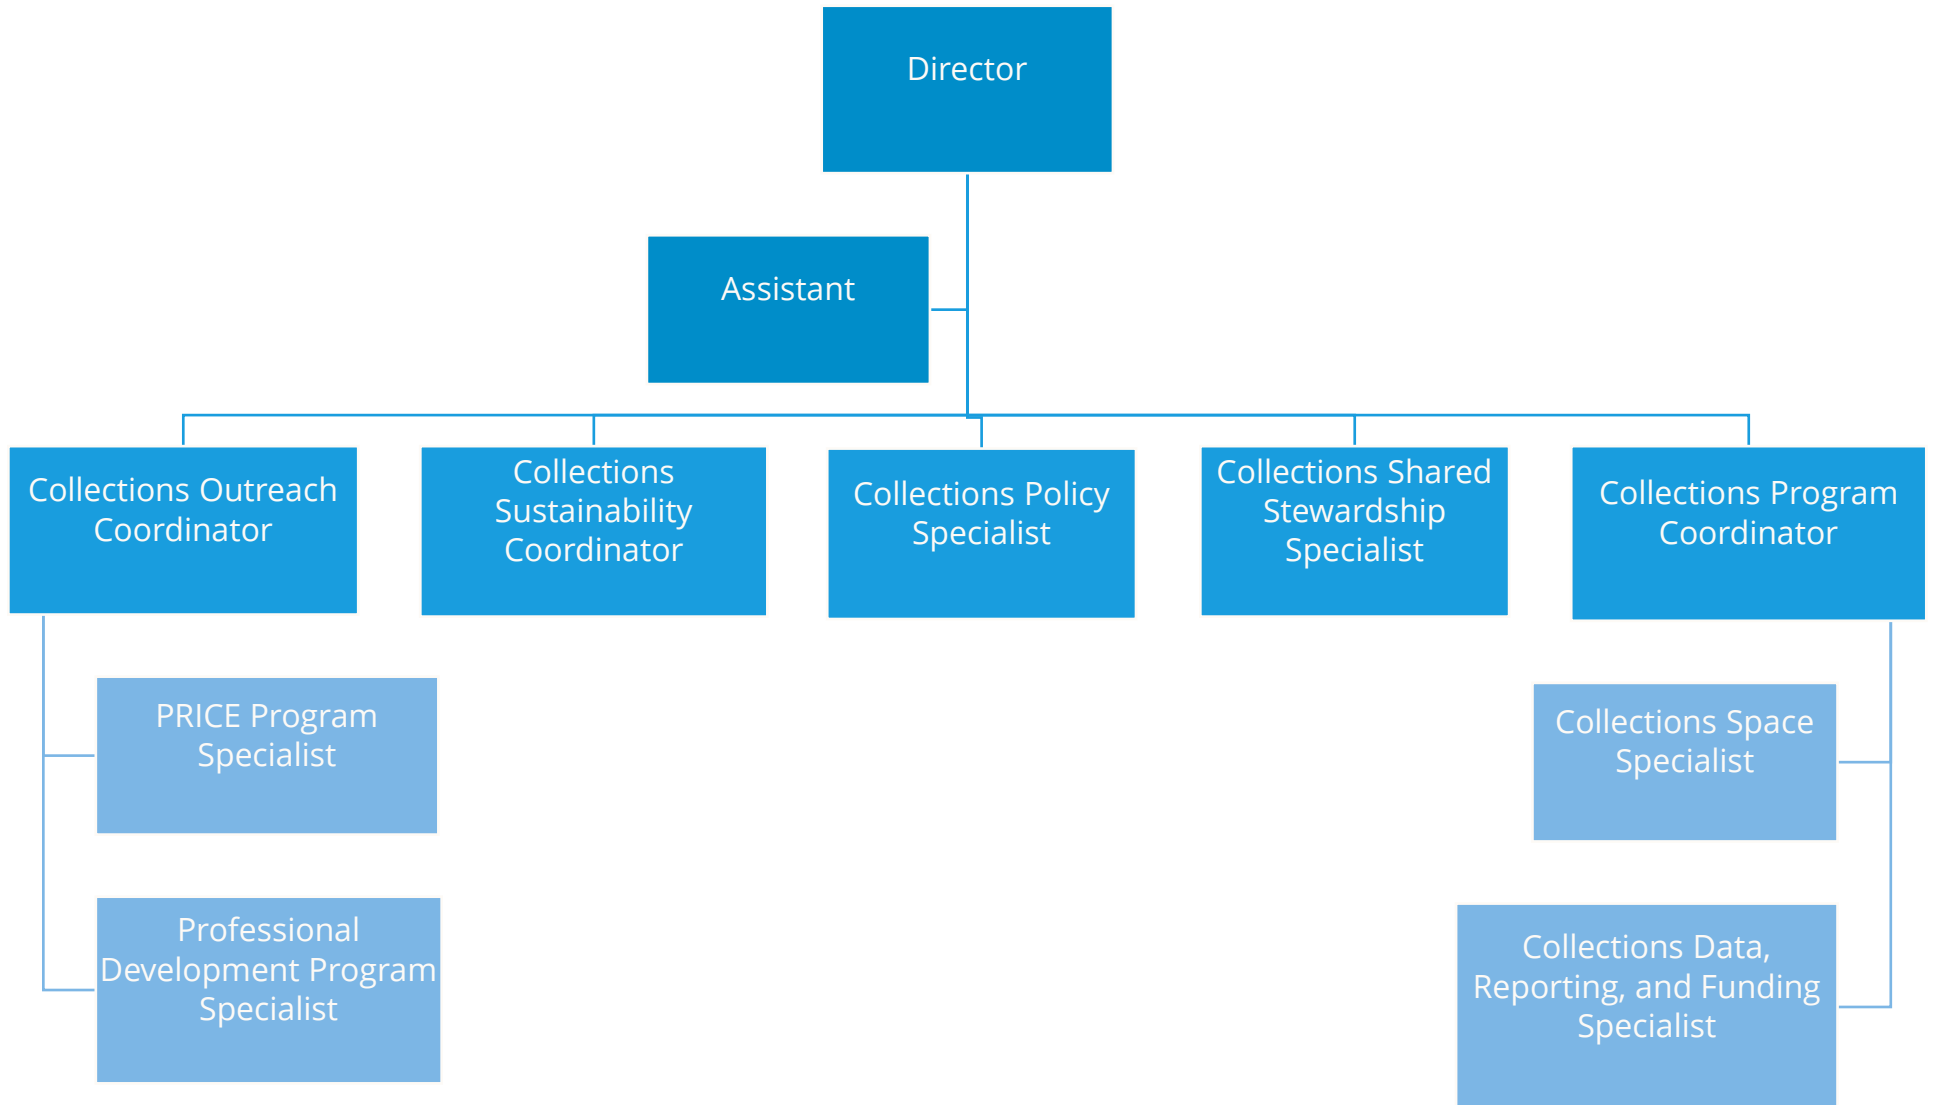 Director
Assistant
Collections Outreach
Coordinator
Collections
Sustainability
Coordinator
Collections Policy
Specialist
Collections Shared
Stewardship
Specialist
Collections Program
Coordinator
PRICE Program
Specialist
Collections Space
Specialist
Professional
Development Program
Specialist
Collections Data,
Reporting, and Funding
Specialist